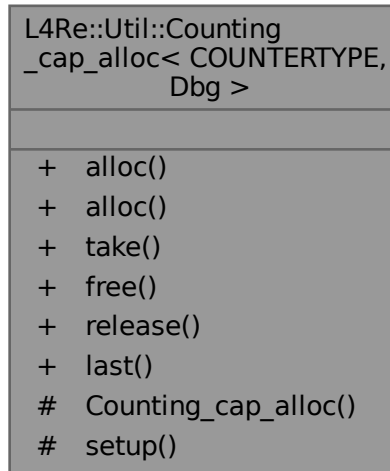 L4Re::Util::Counting
_cap_alloc< COUNTERTYPE,
Dbg >
+ alloc()
+ alloc()
+ take()
+ free()
+ release()
+ last()
# Counting_cap_alloc()
# setup()